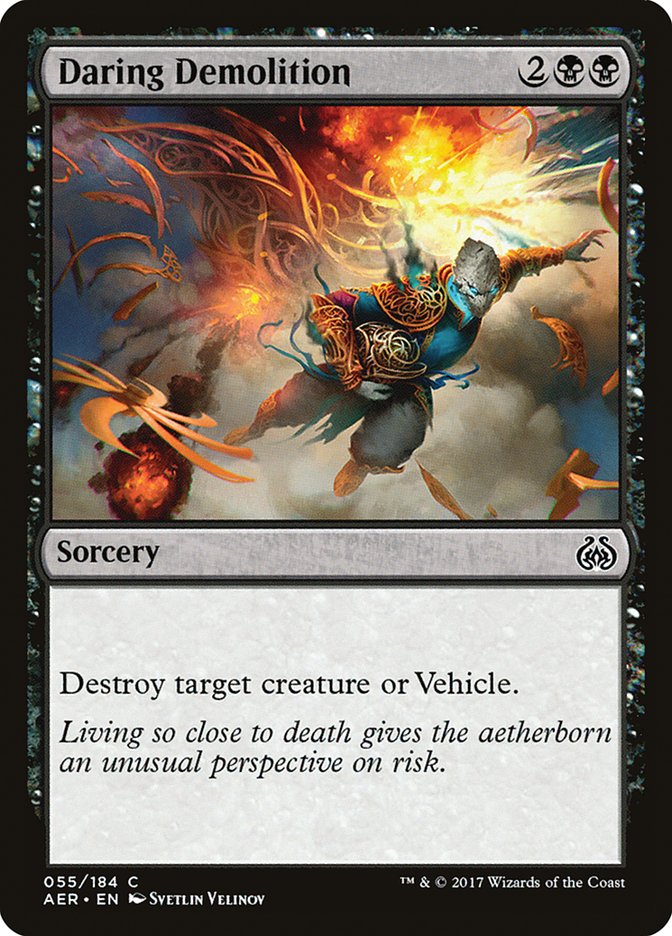 Daring Demolition 2
Sorcery
Destroy target creature or Vehicle.
Living so close to death gives the aetherborn
an unusual perspective on risk.
055/184 C
™ & © 2017 Wizards of the Coast
AER • EN Svetlin Velinov